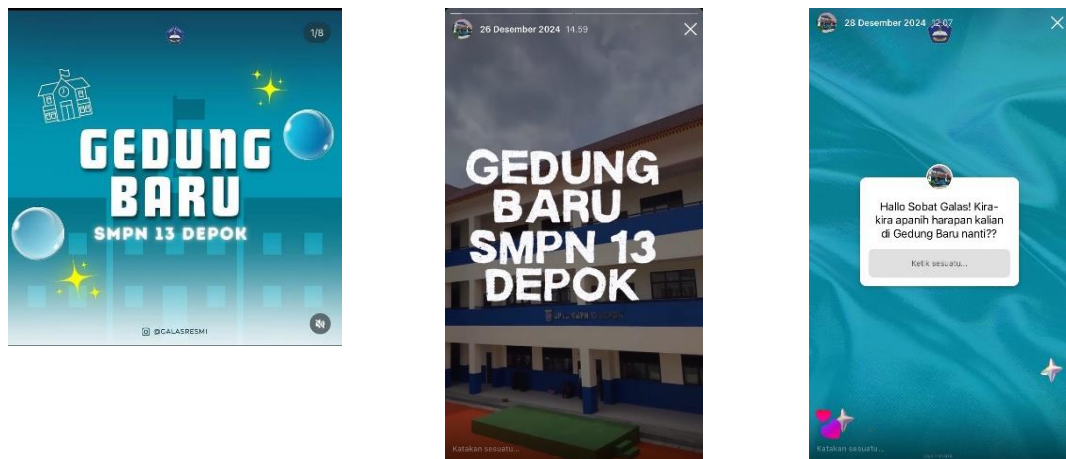 1/8
GEDUNG
BARU
SMPN 13 DEPOK
@GALASRESMI
26 Desember 2024 14.59
GEDUNG
BARU
SMPN 13
DEPOK
Katakan sesuatu...
28 Desember 2024 12.07
Hallo Sobat Galas! Kira-
kira apanih harapan kalian
di Gedung Baru nanti??
Ketik sesuatu...
Katakan sesuatu...